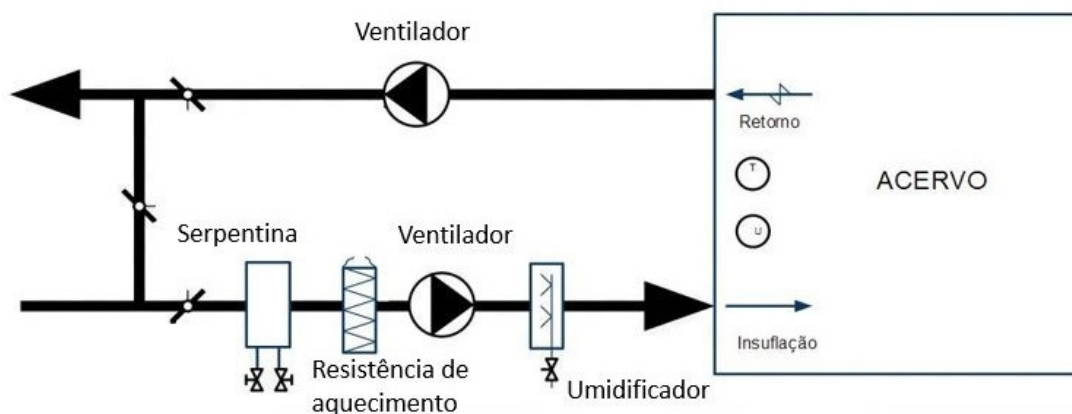 Ventilador
Retorno
T
ACERVO
U
Serpentina
Ventilador
Insuflação
Resistência de
aquecimento
Umidificador